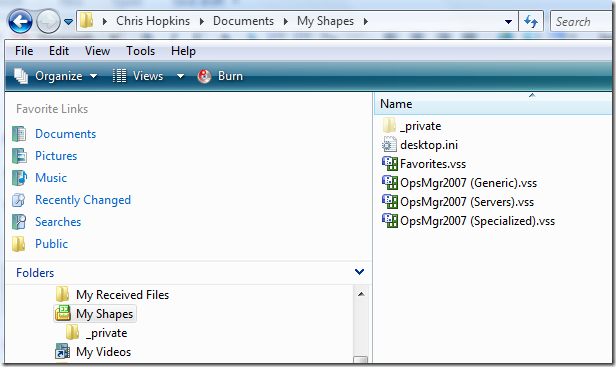 Chris Hopkins Documents My Shapes Search
File Edit View Tools Help
Organize Views Burn
Favorite Links
Documents
Pictures
Music
Recently Changed
Searches
Public
Folders
My Received Files
My Shapes
_private
My Videos
Name
_private
desktop.ini
Favorites.vss
OpsMgr2007 (Generic).vss
OpsMgr2007 (Servers).vss
OpsMgr2007 (Specialized).vss